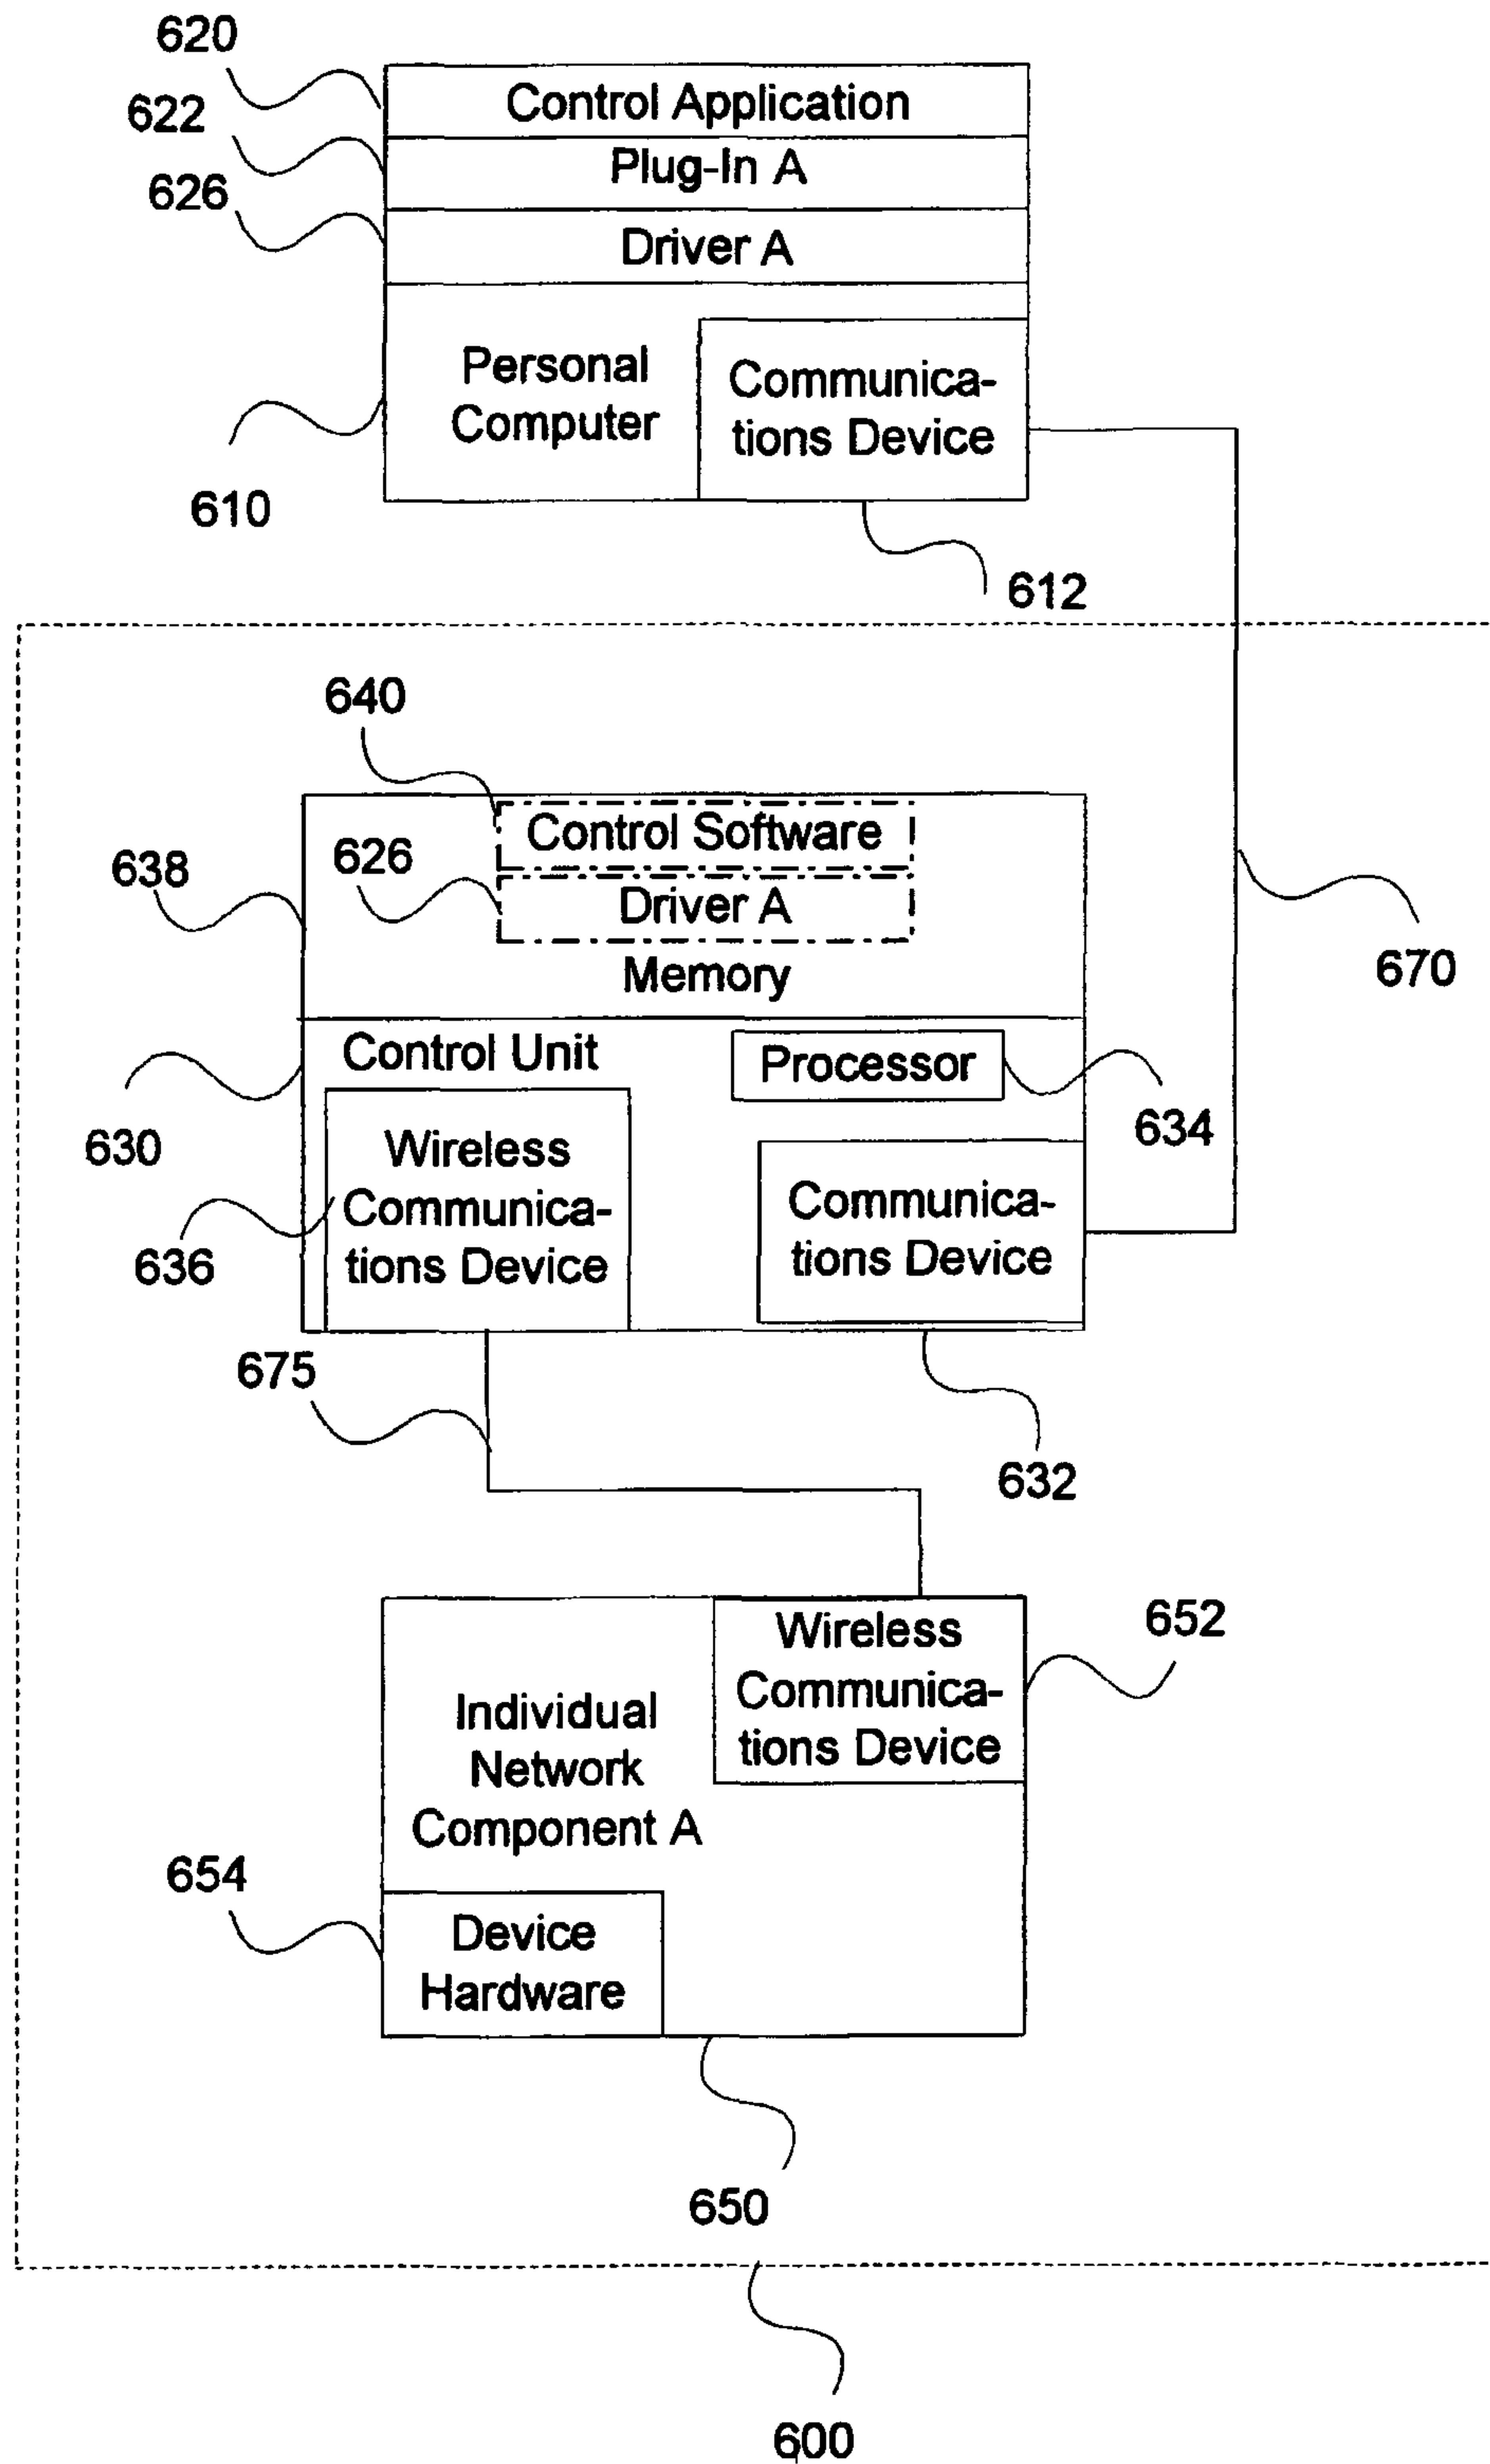 620
Control Application
622
Plug-In A
626
Driver A
Personal
Computer
Communica-
tions Device
610
612
640
Control Software
638
626
Driver A
Memory
670
Control Unit
Processor
630
634
Wireless
Communica-
tions Device
636
Communica-
tions Device
675
632
Wireless
Communica-
tions Device
652
Individual
Network
Component A
654
Device
Hardware
650
600